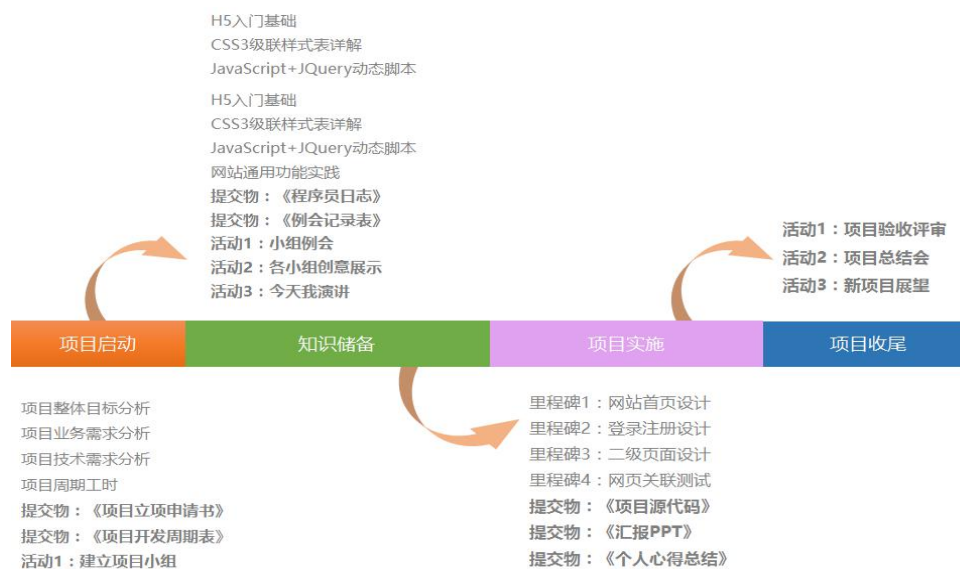 H5入门基础
CSS3级联样式表详解
JavaScript+JQuery动态脚本
H5入门基础
CSS3级联样式表详解
JavaScript+JQuery动态脚本
网站通用功能实践
提交物：《程序员日志》
提交物：《例会记录表》
活动1：小组例会
活动2：各小组创意展示
活动3：今天我演讲
活动1：项目验收评审
活动2：项目总结会
活动3：新项目展望
项目启动
知识储备
项目实施
项目收尾
项目整体目标分析
项目业务需求分析
项目技术需求分析
项目周期工时
提交物：《项目立项申请书》
提交物：《项目开发周期表》
活动1：建立项目小组
里程碑1：网站首页设计
里程碑2：登录注册设计
里程碑3：二级页面设计
里程碑4：网页关联测试
提交物：《项目源代码》
提交物：《汇报PPT》
提交物：《个人心得总结》